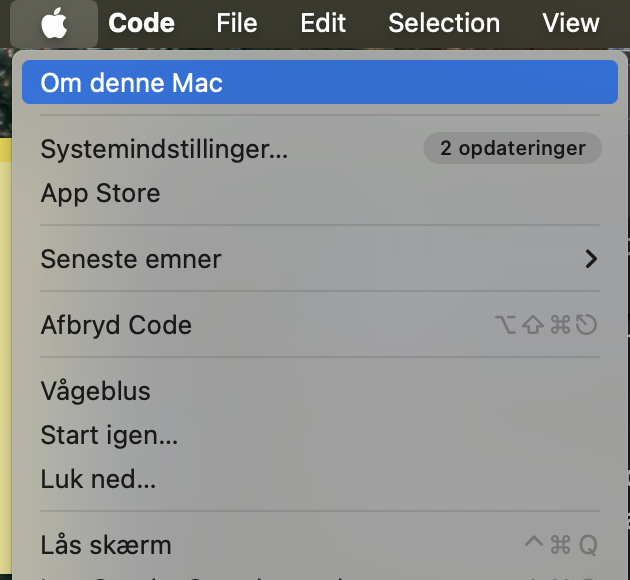 Code File Edit Selection View
Om denne Mac
Systemindstillinger... 2 opdateringer
App Store
Seneste emner
Afbryd Code ⌥⇧⌘⎋
Vågeblus
Start igen...
Luk ned...
Lås skærm ^⌘Q